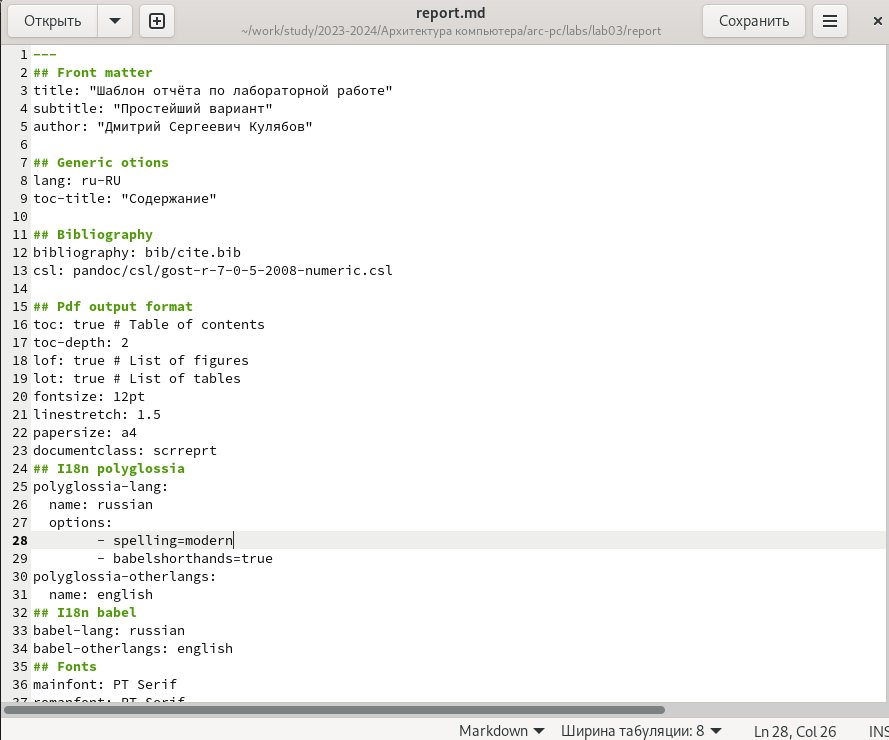 Открыть
report.md
~/work/study/2023-2024/Архитектура компьютера/arc-pc/labs/lab03/report
Сохранить
1 ---
2 ## Front matter
3 title: "Шаблон отчёта по лабораторной работе"
4 subtitle: "Простейший вариант"
5 author: "Дмитрий Сергеевич Кулябов"
6
7 ## Generic otions
8 lang: ru-RU
9 toc-title: "Содержание"
10
11 ## Bibliography
12 bibliography: bib/cite.bib
13 csl: pandoc/csl/gost-r-7-0-5-2008-numeric.csl
14
15 ## Pdf output format
16 toc: true # Table of contents
17 toc-depth: 2
18 lof: true # List of figures
19 lot: true # List of tables
20 fontsize: 12pt
21 linestretch: 1.5
22 papersize: a4
23 documentclass: scrreprt
24 ## I18n polyglossia
25 polyglossia-lang:
26   name: russian
27   options:
28         - spelling=modern
29         - babelshorthands=true
30 polyglossia-otherlangs:
31   name: english
32 ## I18n babel
33 babel-lang: russian
34 babel-otherlangs: english
35 ## Fonts
36 mainfont: PT Serif
37 romanfont: PT Serif
Markdown Ширина табуляции: 8 Ln 28, Col 26 INS